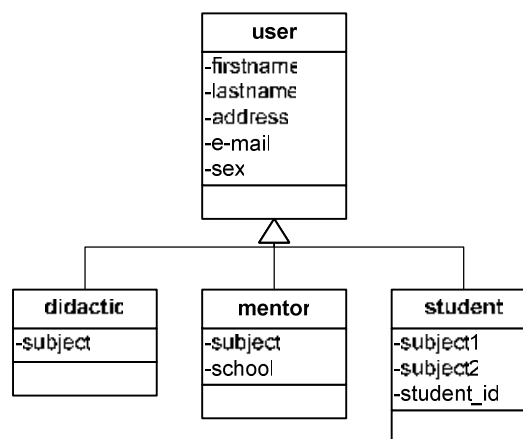 user
-firstname
-lastname
-address
-e-mail
-sex
didactic
-subject
mentor
-subject
-school
student
-subject1
-subject2
-student_id